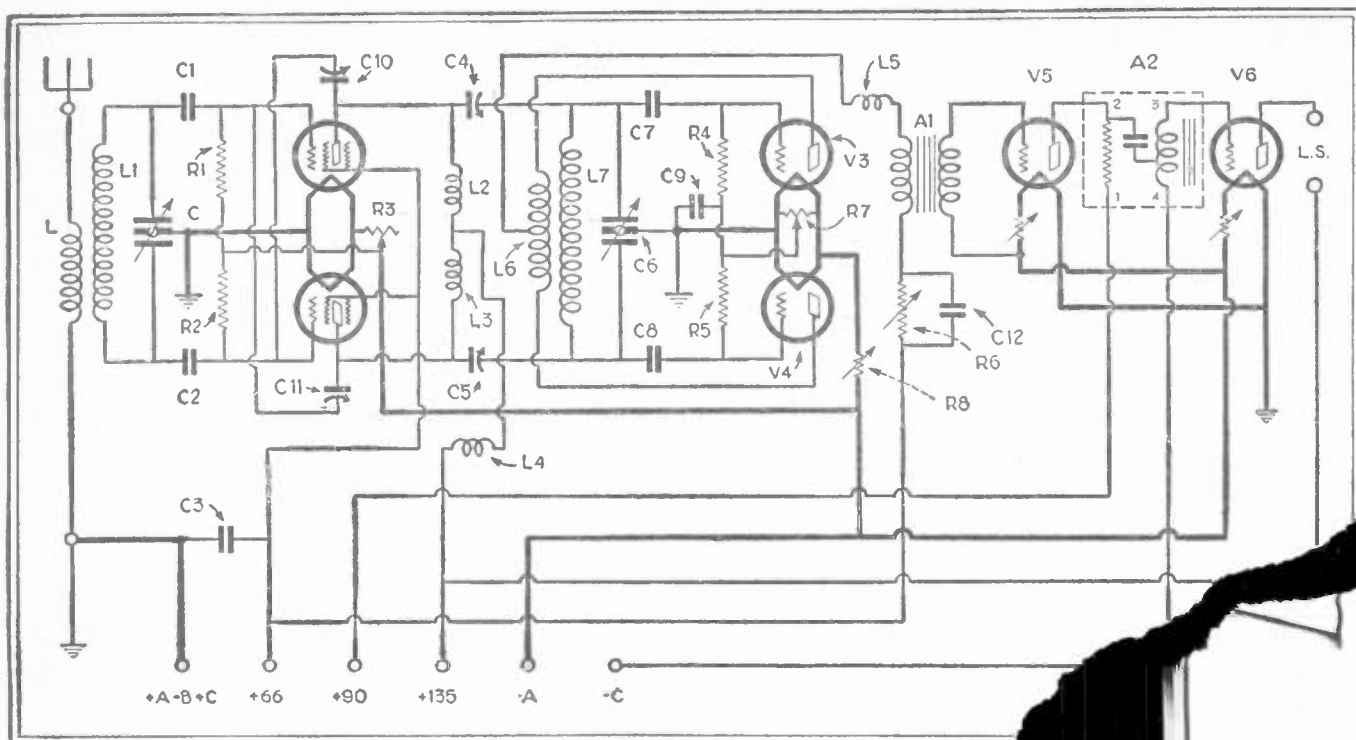 C1
C10
C4
L5
V5
A2
V6
A1
2
3
L1
R1
C7
R4
V3
L.S.
C9
L2
L7
L
C
R3
R7
1
4
L6
C6
R2
L3
R5
C12
C8
R6
C2
C11
C5
V4
R8
L4
C3
+A-B+C
+66
+90
+135
-A
-C